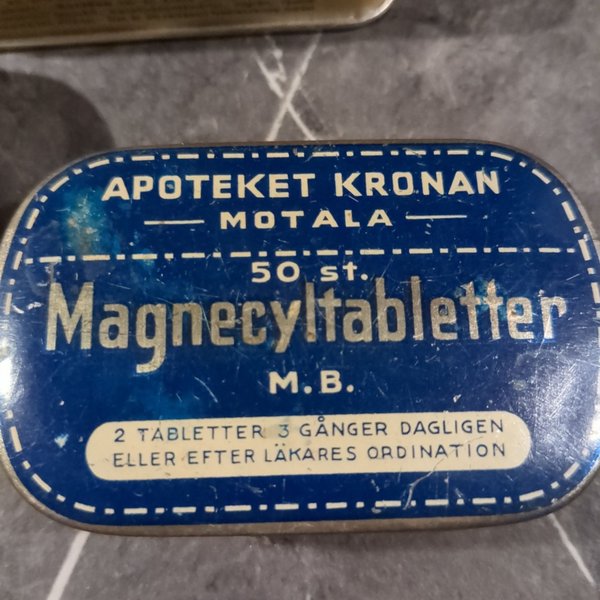 APOTEKET KRONAN
MOTALA
50 st.
Magnecyltabletter
M.B.
2 TABLETTER 3 GÅNGER DAGLIGEN
ELLER EFTER LÄKARES ORDINATION